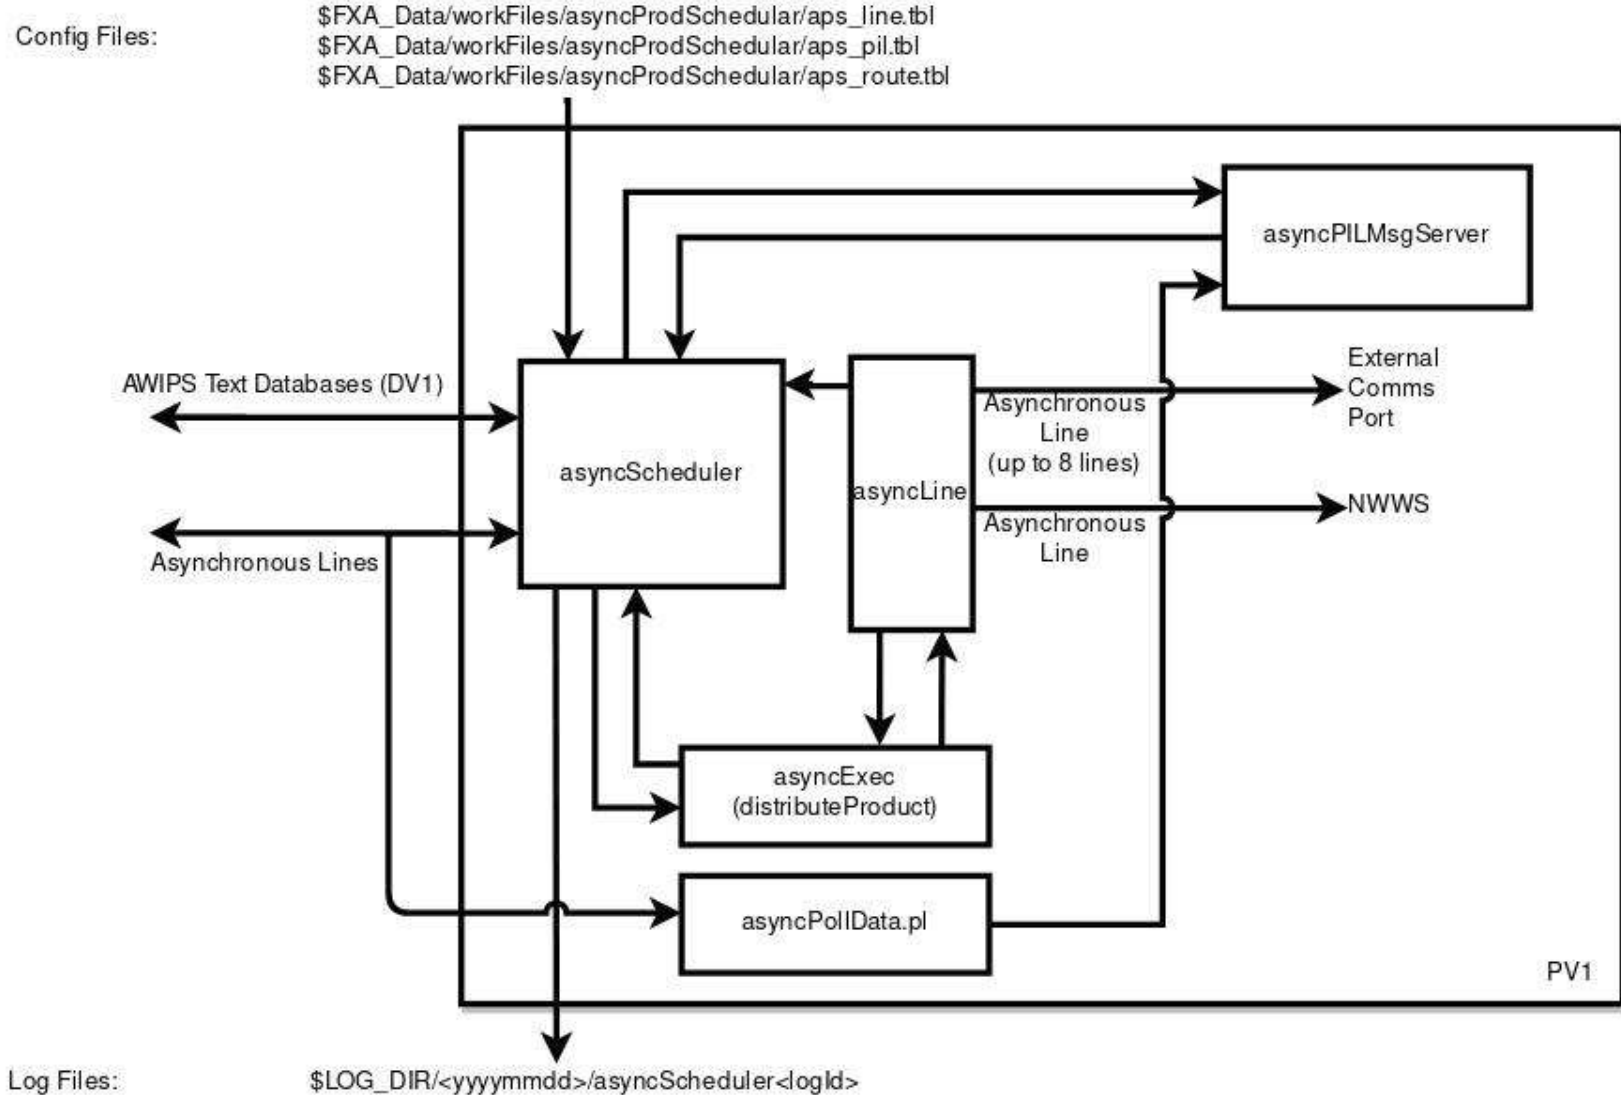 Config Files:
$FXA_Data/workFiles/asyncProdSchedular/aps_line.tbl
$FXA_Data/workFiles/asyncProdSchedular/aps_pil.tbl
$FXA_Data/workFiles/asyncProdSchedular/aps_route.tbl
asyncPILMsgServer
AWIPS Text Databases (DV1)
Asynchronous Lines
asyncScheduler
asyncLine
Asynchronous
Line
(up to 8 lines)
External
Comms
Port
Asynchronous
Line
NWWS
asyncExec
(distributeProduct)
asyncPollData.pl
PV1
Log Files:
$LOG_DIR/<yyyymmdd>/asyncScheduler<logId>